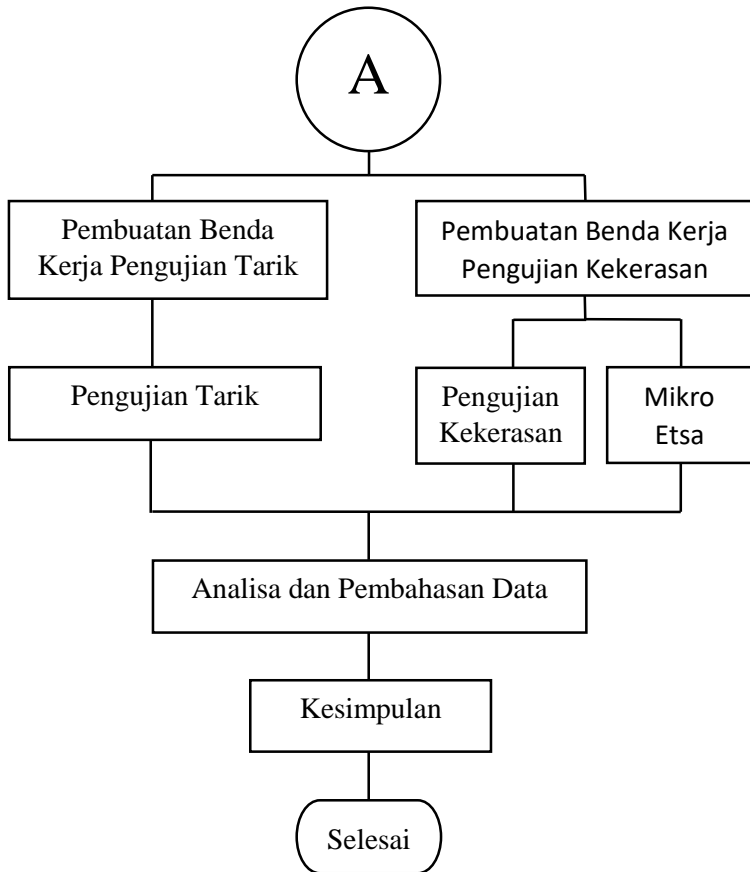 A
Pembuatan Benda
Kerja Pengujian Tarik
Pembuatan Benda Kerja
Pengujian Kekerasan
Pengujian Tarik
Pengujian
Kekerasan
Mikro
Etsa
Analisa dan Pembahasan Data
Kesimpulan
Selesai